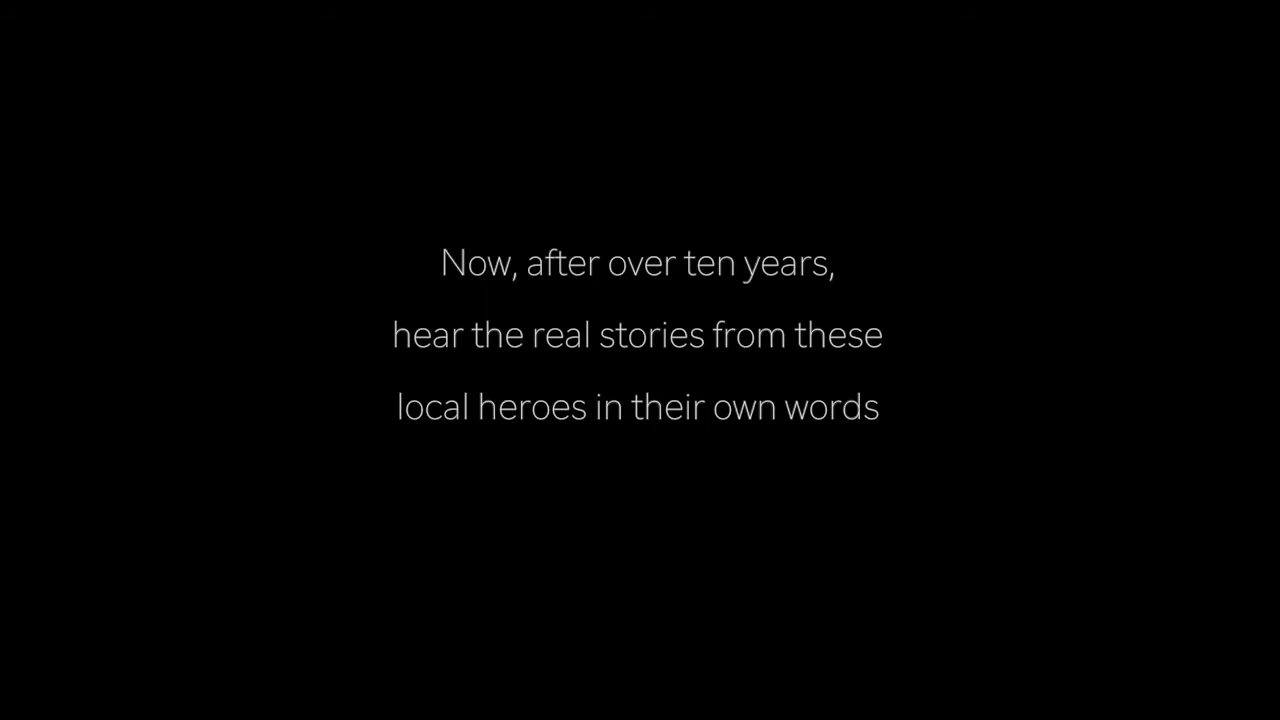 Now, after over ten years,
hear the real stories from these
local heroes in their own words